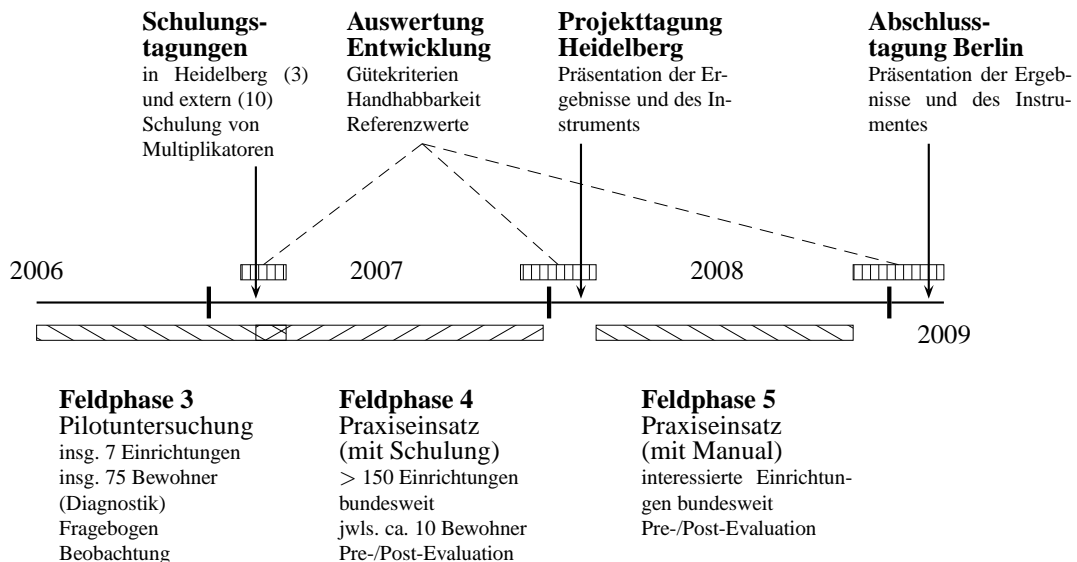 Schulungs-
tagungen
in Heidelberg (3)
und extern (10)
Schulung von
Multiplikatoren
Auswertung
Entwicklung
Gütekriterien
Handhabbarkeit
Referenzwerte
Projekttagung
Heidelberg
Präsentation der Er-
gebnisse und des In-
struments
Abschluss-
tagung Berlin
Präsentation der Ergeb-
nisse und des Instru-
mentes
2006
2007
2008
2009
Feldphase 3
Pilotuntersuchung
insg. 7 Einrichtungen
insg. 75 Bewohner
(Diagnostik)
Fragebogen
Beobachtung
Feldphase 4
Praxiseinsatz
(mit Schulung)
> 150 Einrichtungen
bundesweit
jwls. ca. 10 Bewohner
Pre-/Post-Evaluation
Feldphase 5
Praxiseinsatz
(mit Manual)
interessierte Einrichtun-
gen bundesweit
Pre-/Post-Evaluation